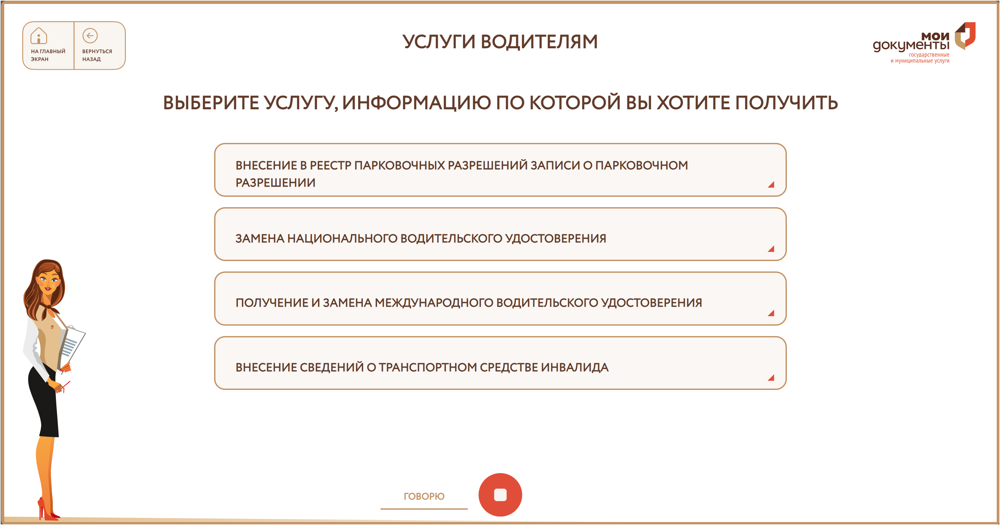 НА ГЛАВНЫЙ
ЭКРАН
ВЕРНУТЬСЯ
НАЗАД
УСЛУГИ ВОДИТЕЛЯМ
мои
документы
государственные
и муниципальные услуги
ВЫБЕРИТЕ УСЛУГУ, ИНФОРМАЦИЮ ПО КОТОРОЙ ВЫ ХОТИТЕ ПОЛУЧИТЬ
ВНЕСЕНИЕ В РЕЕСТР ПАРКОВОЧНЫХ РАЗРЕШЕНИЙ ЗАПИСИ О ПАРКОВОЧНОМ
РАЗРЕШЕНИИ
ЗАМЕНА НАЦИОНАЛЬНОГО ВОДИТЕЛЬСКОГО УДОСТОВЕРЕНИЯ
ПОЛУЧЕНИЕ И ЗАМЕНА МЕЖДУНАРОДНОГО ВОДИТЕЛЬСКОГО УДОСТОВЕРЕНИЯ
ВНЕСЕНИЕ СВЕДЕНИЙ О ТРАНСПОРТНОМ СРЕДСТВЕ ИНВАЛИДА
ГОВОРЮ